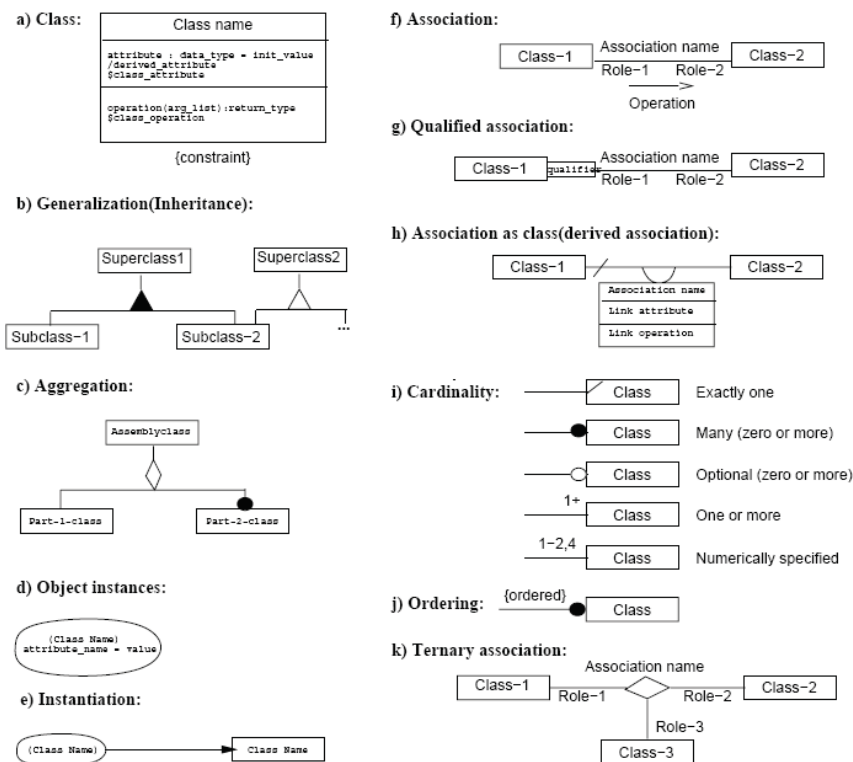 a) Class:
Class name
attribute : data_type = init_value
/derived_attribute
$class_attribute
operation(arg_list):return_type
$class_operation
{constraint}
b) Generalization(Inheritance):
Superclass1
Superclass2
Subclass-1
Subclass-2
...
c) Aggregation:
Assemblyclass
Part-1-class
Part-2-class
d) Object instances:
(Class Name)
attribute_name = value
e) Instantiation:
(Class Name)
Class Name
f) Association:
Class-1
Association name
Class-2
Role-1
Role-2
Operation
g) Qualified association:
Class-1
qualifier
Association name
Class-2
Role-1
Role-2
h) Association as class(derived association):
Class-1
Class-2
Association name
Link attribute
Link operation
i) Cardinality:
Class
Exactly one
Class
Many (zero or more)
Class
Optional (zero or more)
1+
Class
One or more
1-2,4
Class
Numerically specified
j) Ordering:
{ordered}
Class
k) Ternary association:
Association name
Class-1
Role-1
Role-2
Class-2
Role-3
Class-3